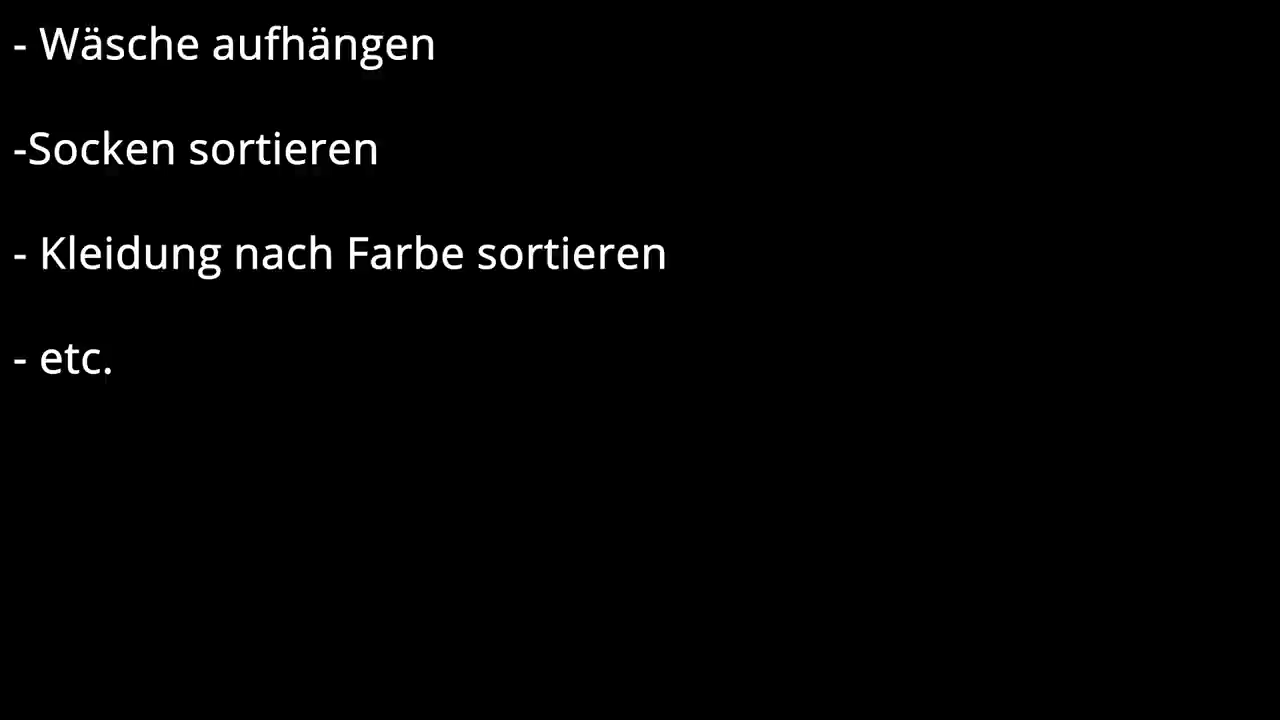 - Wäsche aufhängen
-Socken sortieren
- Kleidung nach Farbe sortieren
- etc.